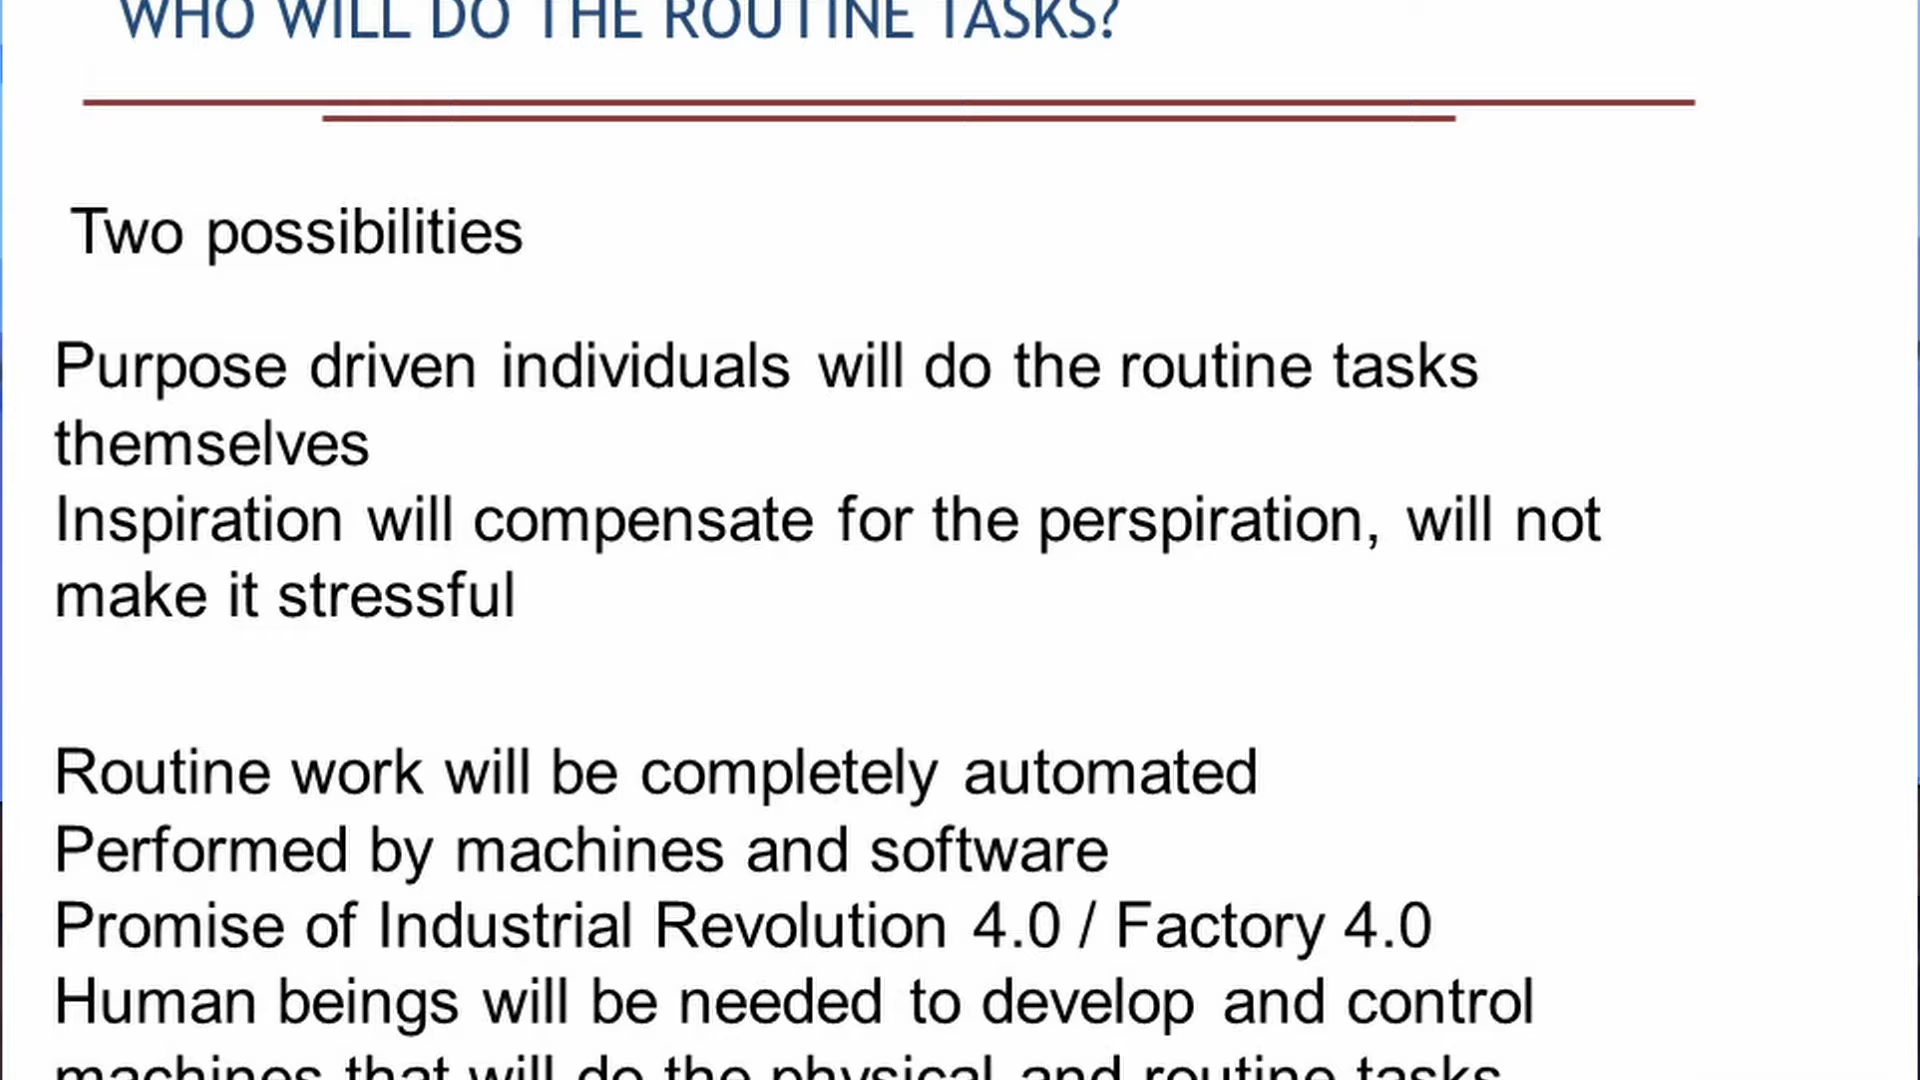 WHO WILL DO THE ROUTINE TASKS?
Two possibilities
Purpose driven individuals will do the routine tasks
themselves
Inspiration will compensate for the perspiration, will not
make it stressful
Routine work will be completely automated
Performed by machines and software
Promise of Industrial Revolution 4.0 / Factory 4.0
Human beings will be needed to develop and control
machines that will do the physical and routine tasks